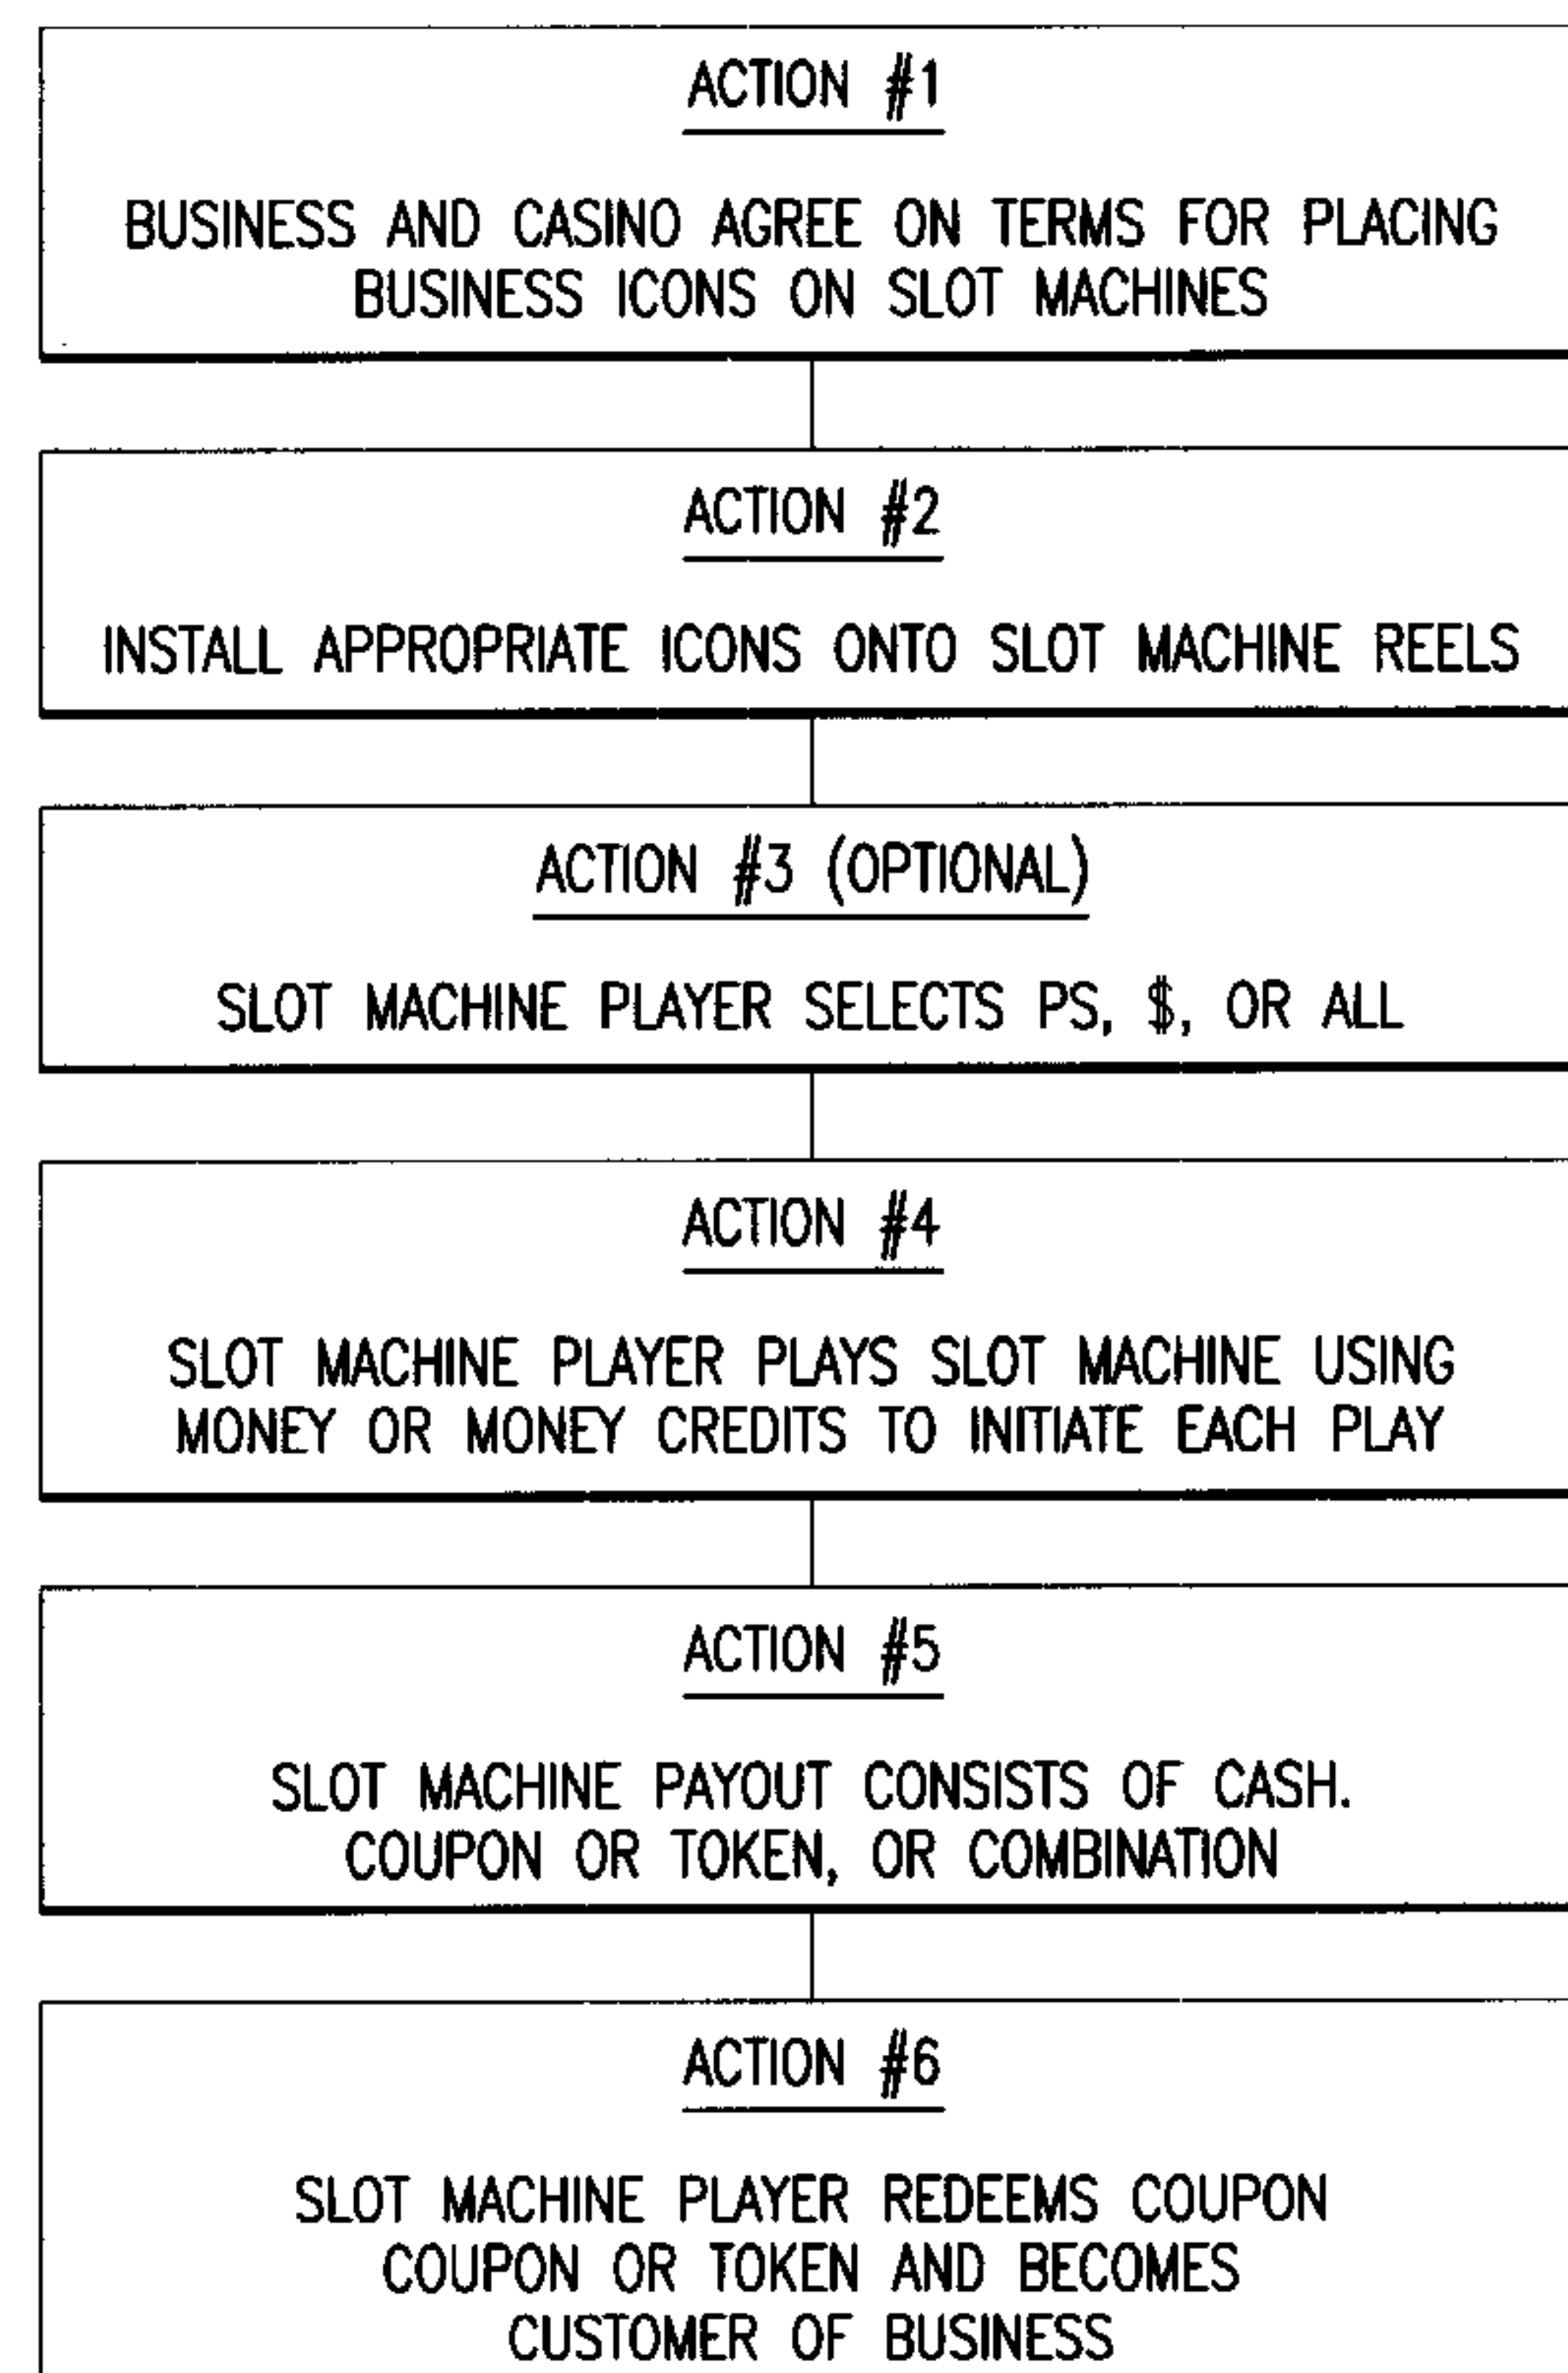 ACTION #1
BUSINESS AND CASINO AGREE ON TERMS FOR PLACING
BUSINESS ICONS ON SLOT MACHINES
ACTION #2
INSTALL APPROPRIATE ICONS ONTO SLOT MACHINE REELS
ACTION #3 (OPTIONAL)
SLOT MACHINE PLAYER SELECTS PS, $, OR ALL
ACTION #4
SLOT MACHINE PLAYER PLAYS SLOT MACHINE USING
MONEY OR MONEY CREDITS TO INITIATE EACH PLAY
ACTION #5
SLOT MACHINE PAYOUT CONSISTS OF CASH.
COUPON OR TOKEN, OR COMBINATION
ACTION #6
SLOT MACHINE PLAYER REDEEMS COUPON
COUPON OR TOKEN AND BECOMES
CUSTOMER OF BUSINESS